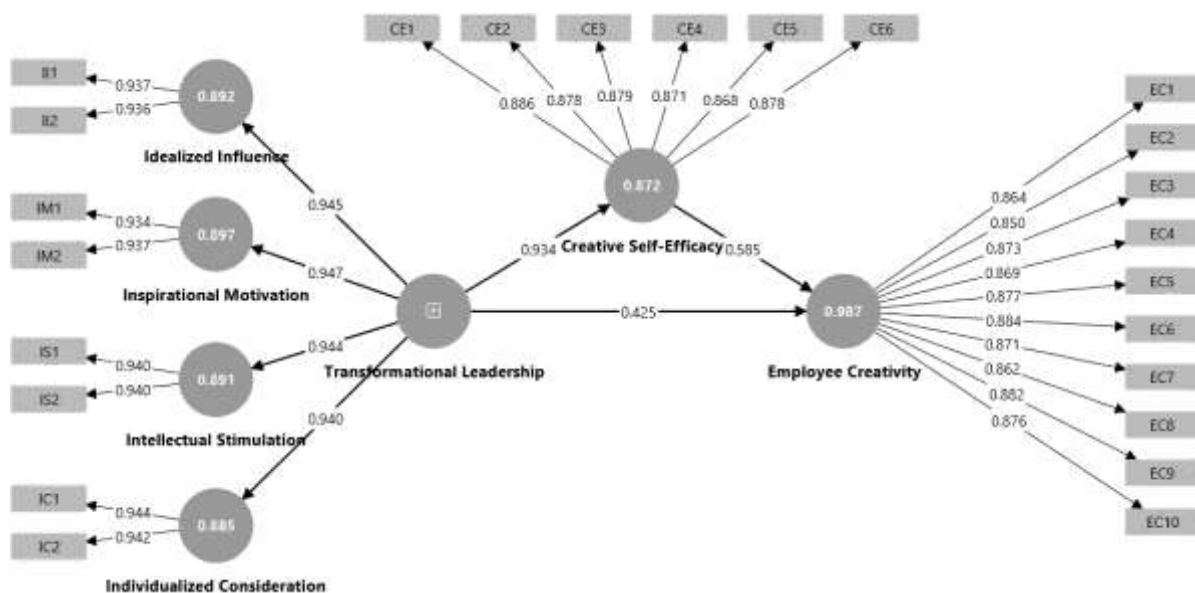 CE1 CE2 CE3 CE4 CE5 CE6
0.886 0.878 0.879 0.871 0.868 0.878
0.872
Creative Self-Efficacy
II1
II2
0.937
0.936
0.892
Idealized Influence
0.945
IM1
IM2
0.934
0.937
0.897
Inspirational Motivation
0.947
IS1
IS2
0.940
0.940
0.891
Intellectual Stimulation
0.944
IC1
IC2
0.944
0.942
0.885
Individualized Consideration
0.940
Transformational Leadership
0.934
0.585
0.425
0.987
Employee Creativity
0.864
0.850
0.873
0.869
0.877
0.884
0.871
0.862
0.882
0.876
EC1
EC2
EC3
EC4
EC5
EC6
EC7
EC8
EC9
EC10